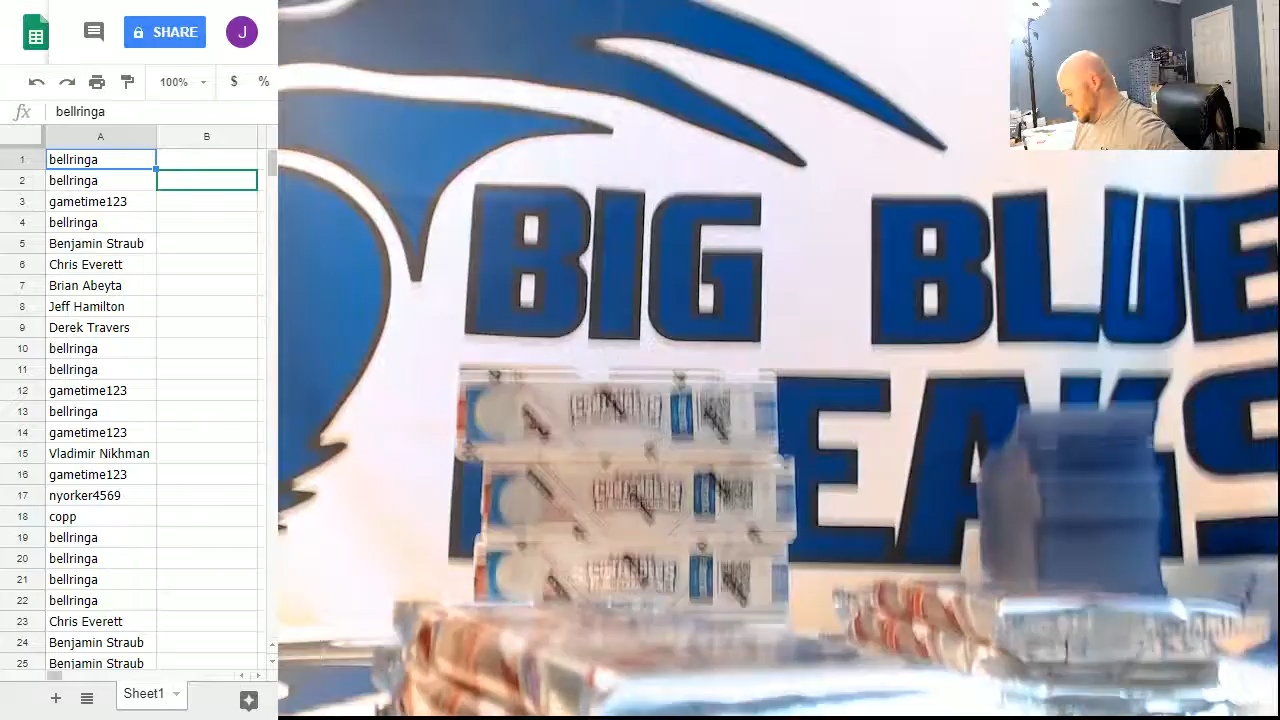 SHARE
J
100%
$
%
fx
bellringa
A
B
1 bellringa
2 bellringa
3 gametime123
4 bellringa
5 Benjamin Straub
6 Chris Everett
7 Brian Abeyta
8 Jeff Hamilton
9 Derek Travers
10 bellringa
11 bellringa
12 gametime123
13 bellringa
14 gametime123
15 Vladimir Nikhman
16 gametime123
17 nyorker4569
18 copp
19 bellringa
20 bellringa
21 bellringa
22 bellringa
23 Chris Everett
24 Benjamin Straub
25 Benjamin Straub
Sheet1
BIG BLUE